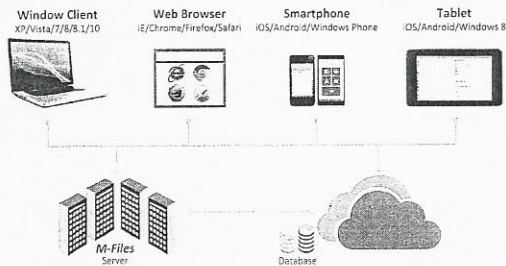 Window Client
XP/Vista/7/8/8.1/10
Web Browser
IE/Chrome/Firefox/Safari
Smartphone
iOS/Android/Windows Phone
Tablet
iOS/Android/Windows 8
M-Files
Server
Database